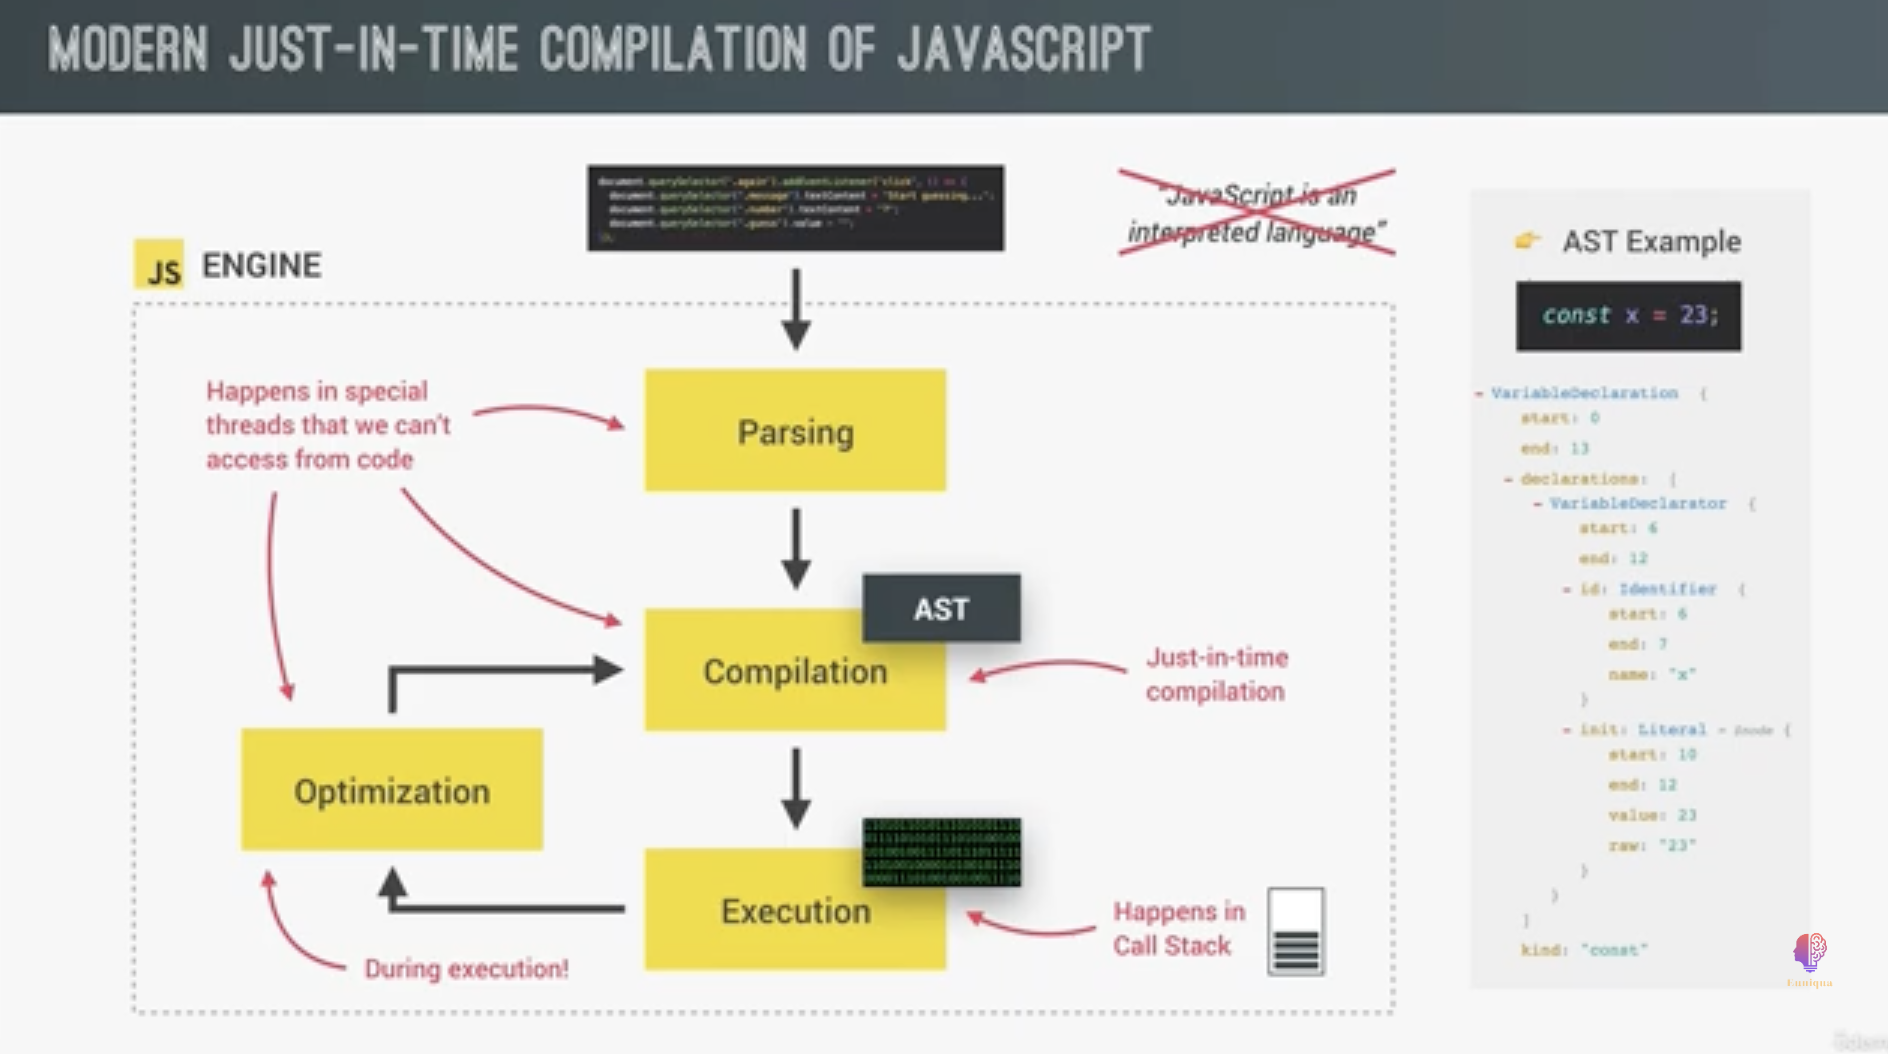 MODERN JUST-IN-TIME COMPILATION OF JAVASCRIPT
document.querySelector('.again').addEventListener('click', () => {
document.querySelector('.message').textContent = 'Start guessing...';
document.querySelector('.number').textContent = '?';
document.querySelector('.guess').value = '';
});
"JavaScript is an
interpreted language"
JS ENGINE
Happens in special
threads that we can't
access from code
Parsing
AST
Compilation
Just-in-time
compilation
Optimization
Execution
Happens in
Call Stack
During execution!
AST Example
const x = 23;
- VariableDeclaration {
start: 0
end: 13
- declarations: [
- VariableDeclarator {
start: 6
end: 12
- id: Identifier {
start: 6
end: 7
name: "x"
}
- init: Literal = $node {
start: 10
end: 12
value: 23
raw: "23"
}
}
]
kind: "const"
Euniqua